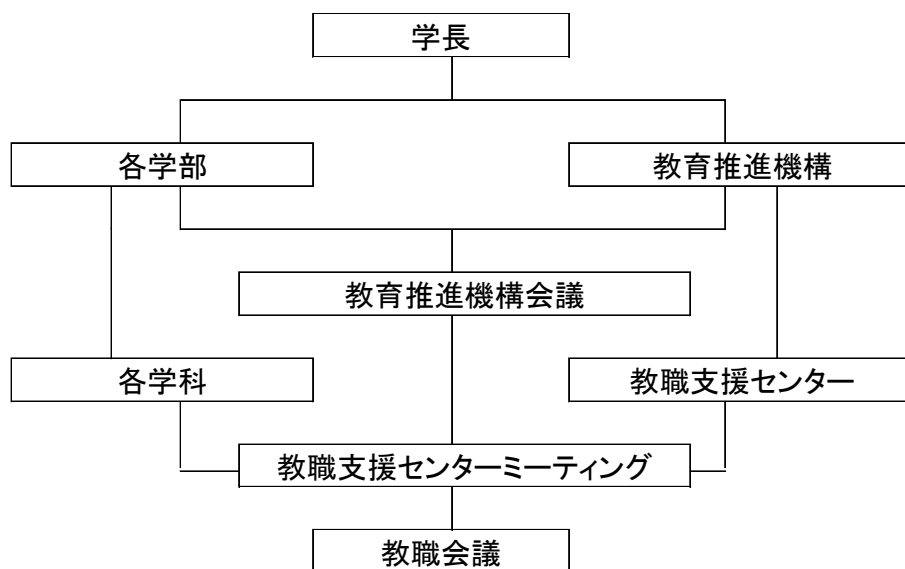 学長
各学部
教育推進機構
教育推進機構会議
各学科
教職支援センター
教職支援センターミーティング
教職会議